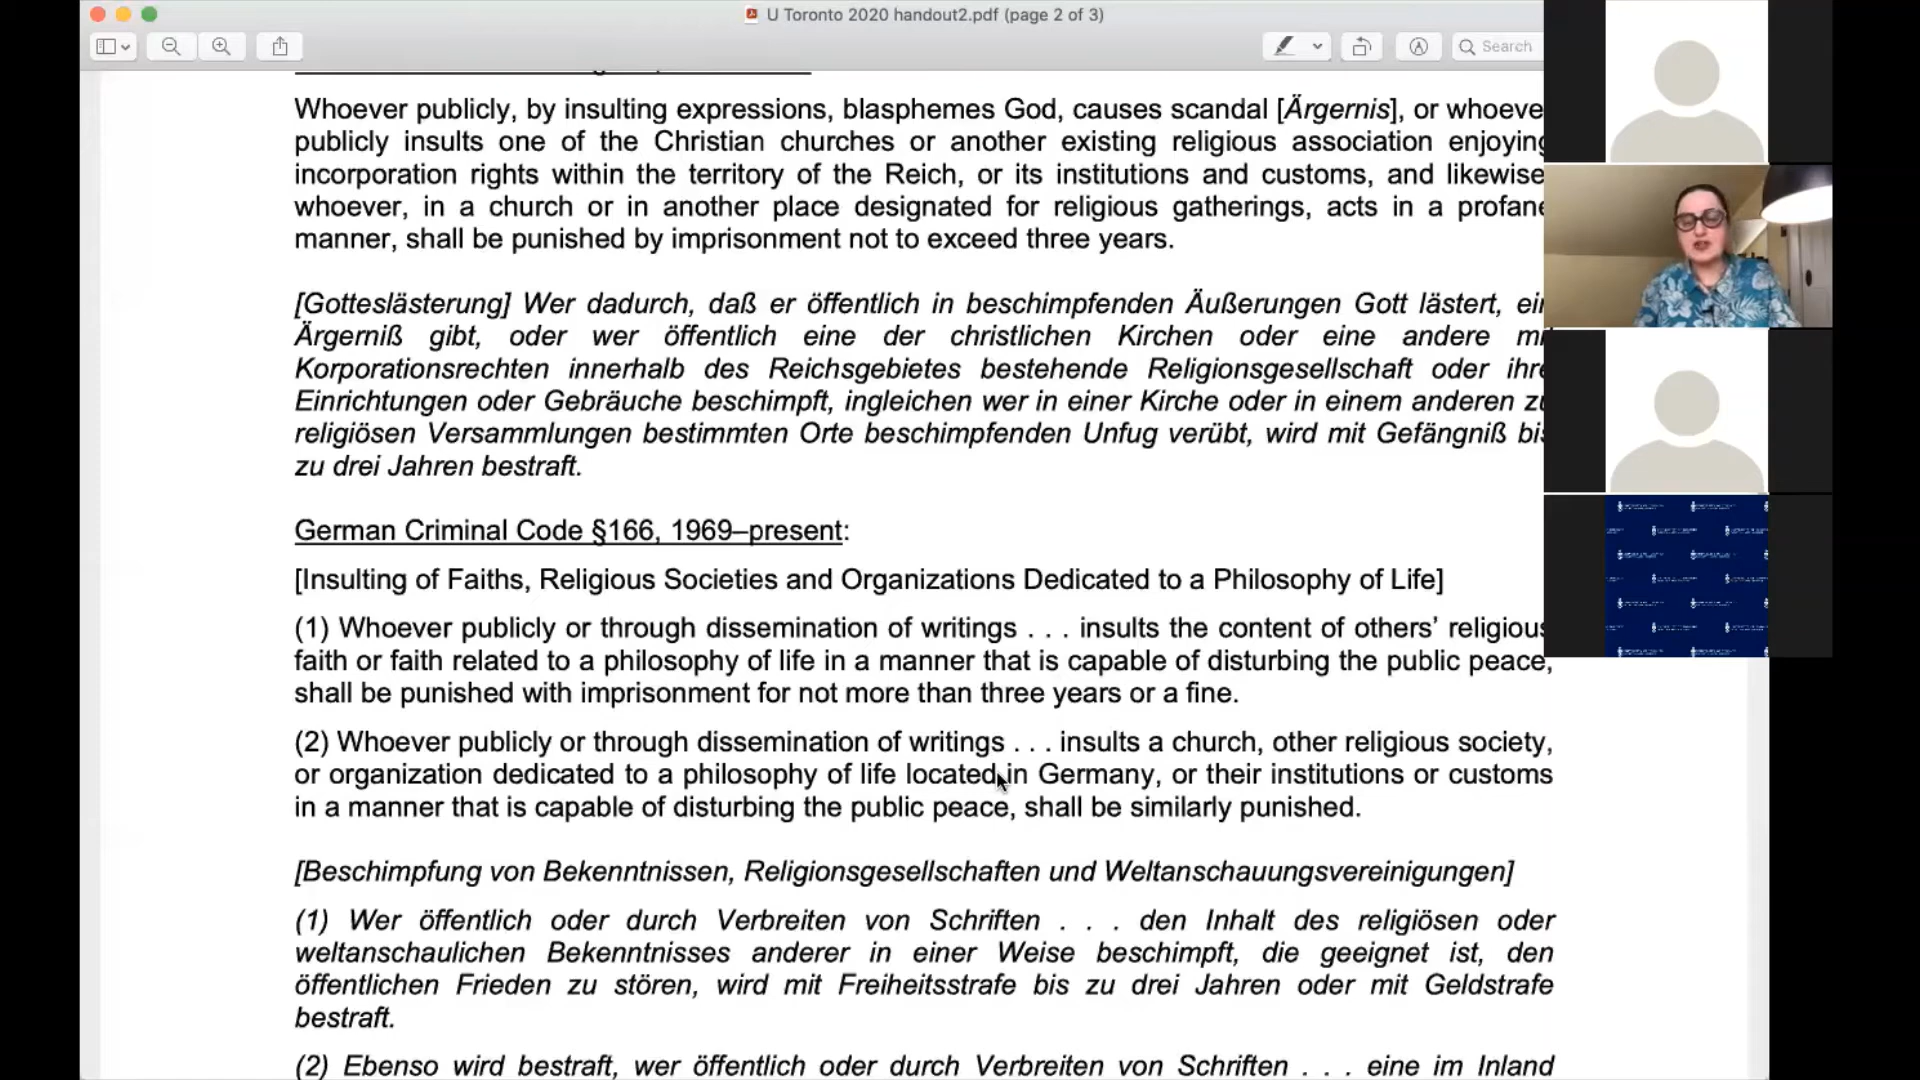 U Toronto 2020 handout2.pdf (page 2 of 3)
Search
Whoever publicly, by insulting expressions, blasphemes God, causes scandal [Ärgernis], or whoeve
publicly insults one of the Christian churches or another existing religious association enjoying
incorporation rights within the territory of the Reich, or its institutions and customs, and likewise
whoever, in a church or in another place designated for religious gatherings, acts in a profane
manner, shall be punished by imprisonment not to exceed three years.
[Gotteslästerung] Wer dadurch, daß er öffentlich in beschimpfenden Äußerungen Gott lästert, ein
Ärgerniß gibt, oder wer öffentlich eine der christlichen Kirchen oder eine andere mi
Korporationsrechten innerhalb des Reichsgebietes bestehende Religionsgesellschaft oder ihre
Einrichtungen oder Gebräuche beschimpft, ingleichen wer in einer Kirche oder in einem anderen zu
religiösen Versammlungen bestimmten Orte beschimpfenden Unfug verübt, wird mit Gefängniß bis
zu drei Jahren bestraft.
German Criminal Code §166, 1969–present:
[Insulting of Faiths, Religious Societies and Organizations Dedicated to a Philosophy of Life]
(1) Whoever publicly or through dissemination of writings . . . insults the content of others’ religious
faith or faith related to a philosophy of life in a manner that is capable of disturbing the public peace,
shall be punished with imprisonment for not more than three years or a fine.
(2) Whoever publicly or through dissemination of writings . . . insults a church, other religious society,
or organization dedicated to a philosophy of life located in Germany, or their institutions or customs
in a manner that is capable of disturbing the public peace, shall be similarly punished.
[Beschimpfung von Bekenntnissen, Religionsgesellschaften und Weltanschauungsvereinigungen]
(1) Wer öffentlich oder durch Verbreiten von Schriften . . . den Inhalt des religiösen oder
weltanschaulichen Bekenntnisses anderer in einer Weise beschimpft, die geeignet ist, den
öffentlichen Frieden zu stören, wird mit Freiheitsstrafe bis zu drei Jahren oder mit Geldstrafe
bestraft.
(2) Ebenso wird bestraft, wer öffentlich oder durch Verbreiten von Schriften . . . eine im Inland